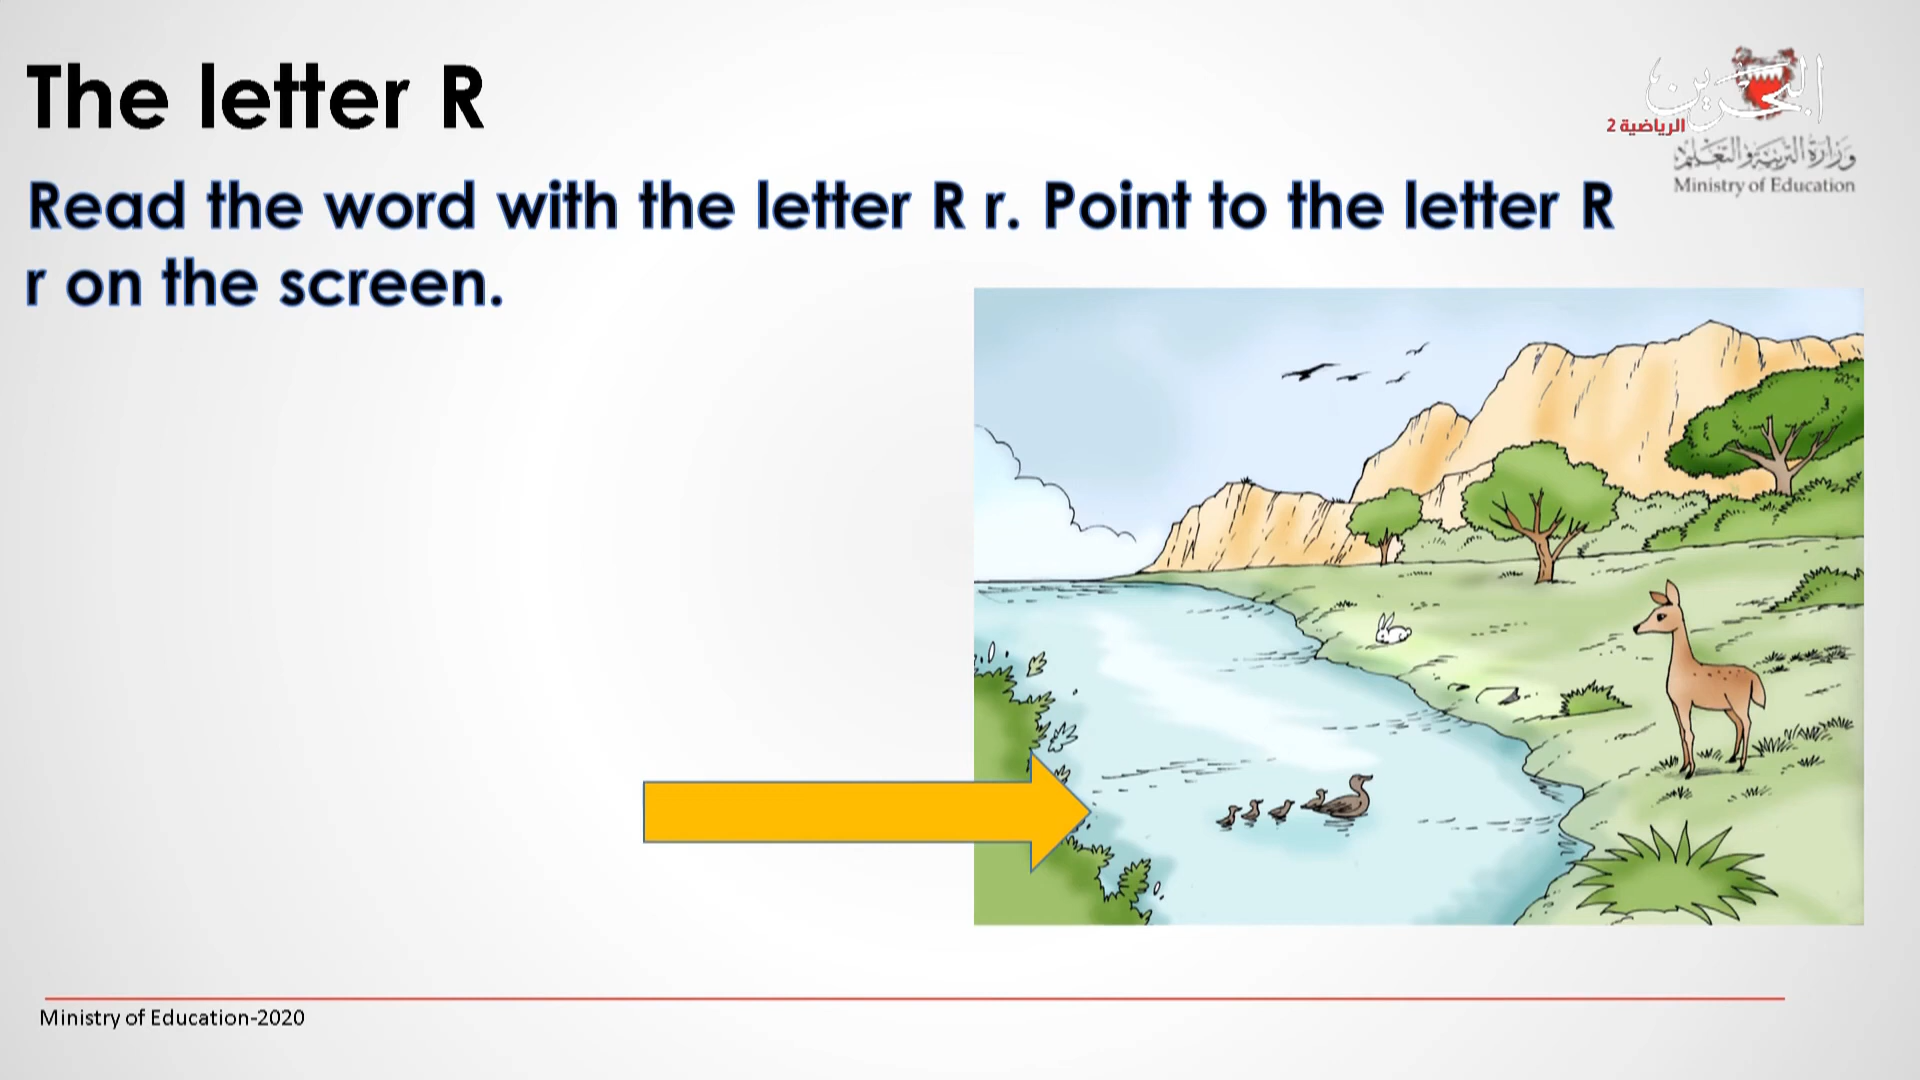 The letter R
البحرين
الرياضية 2
وزارة التربية والتعليم
Ministry of Education
Read the word with the letter R r. Point to the letter R
r on the screen.
Ministry of Education-2020